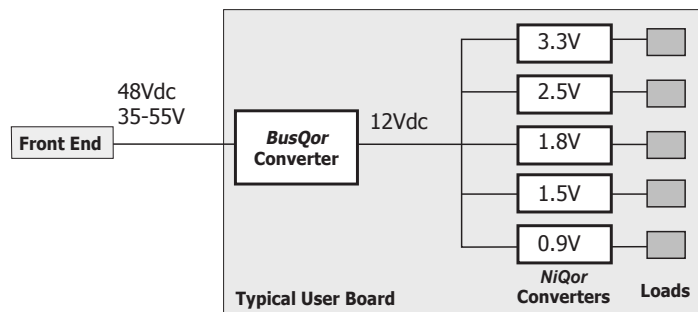 3.3V
48Vdc
35-55V
2.5V
12Vdc
Front End
BusQor
Converter
1.8V
1.5V
0.9V
NiQor
Converters
Loads
Typical User Board